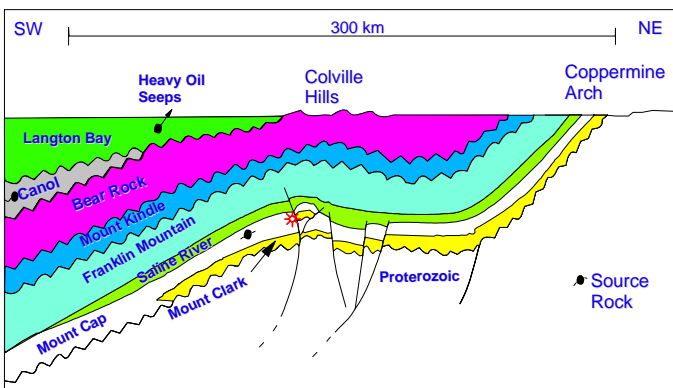 SW
300 km
NE
Heavy Oil
Seeps
Colville
Hills
Coppermine
Arch
Langton Bay
Canol
Bear Rock
Mount Kindle
Franklin Mountain
Saline River
Mount Cap
Mount Clark
Proterozoic
Source
Rock